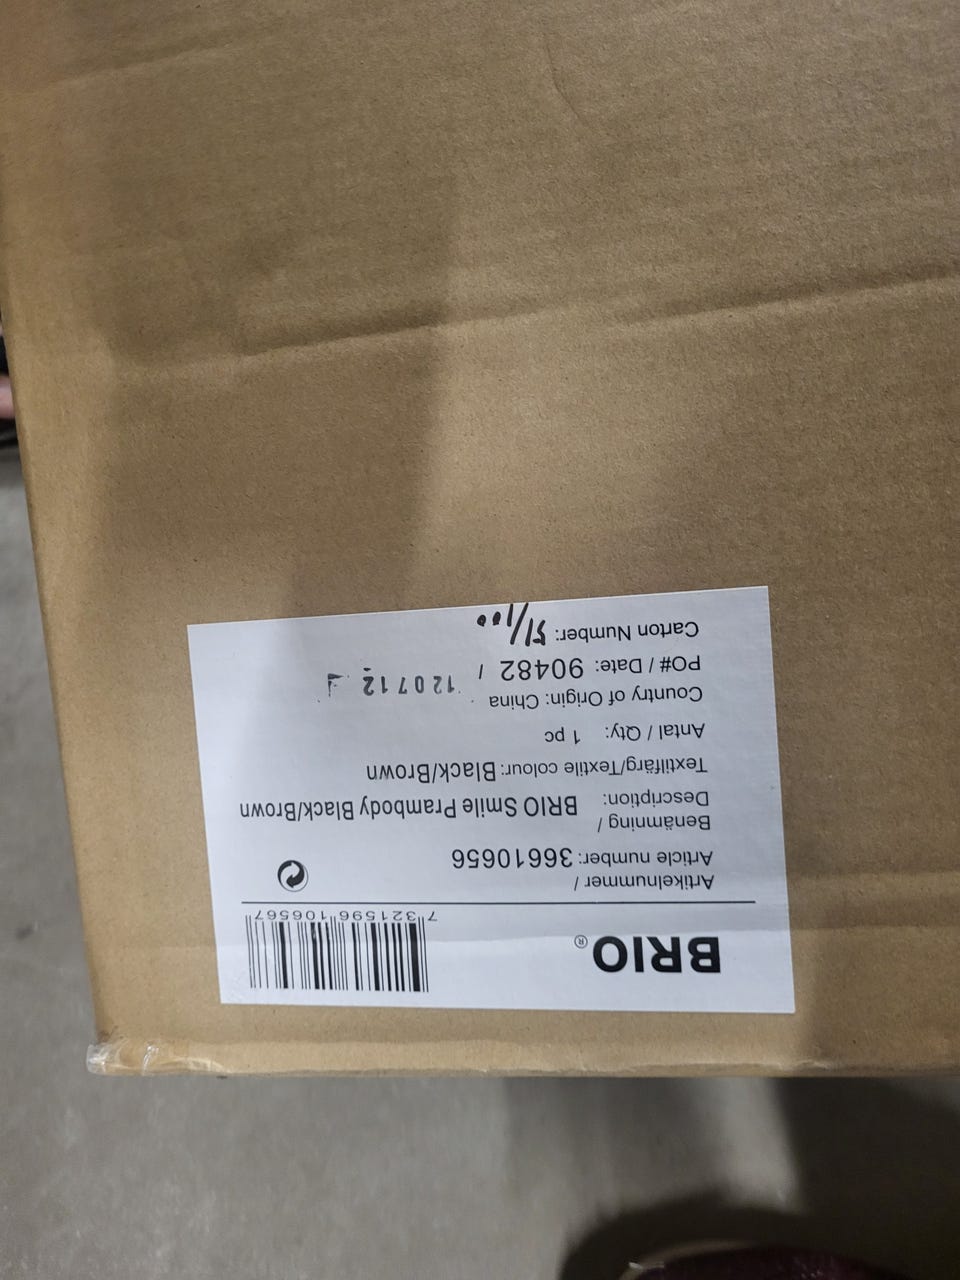 BRIO®
7 321596 106567
Artikelnummer /
Article number: 36610656
Benämning /
Description: BRIO Smile Prambody Black/Brown
Textilfärg/Textile colour: Black/Brown
Antal / Qty: 1 pc
Country of Origin: China
PO# / Date: 90482 / 120712
Carton Number: 51/100